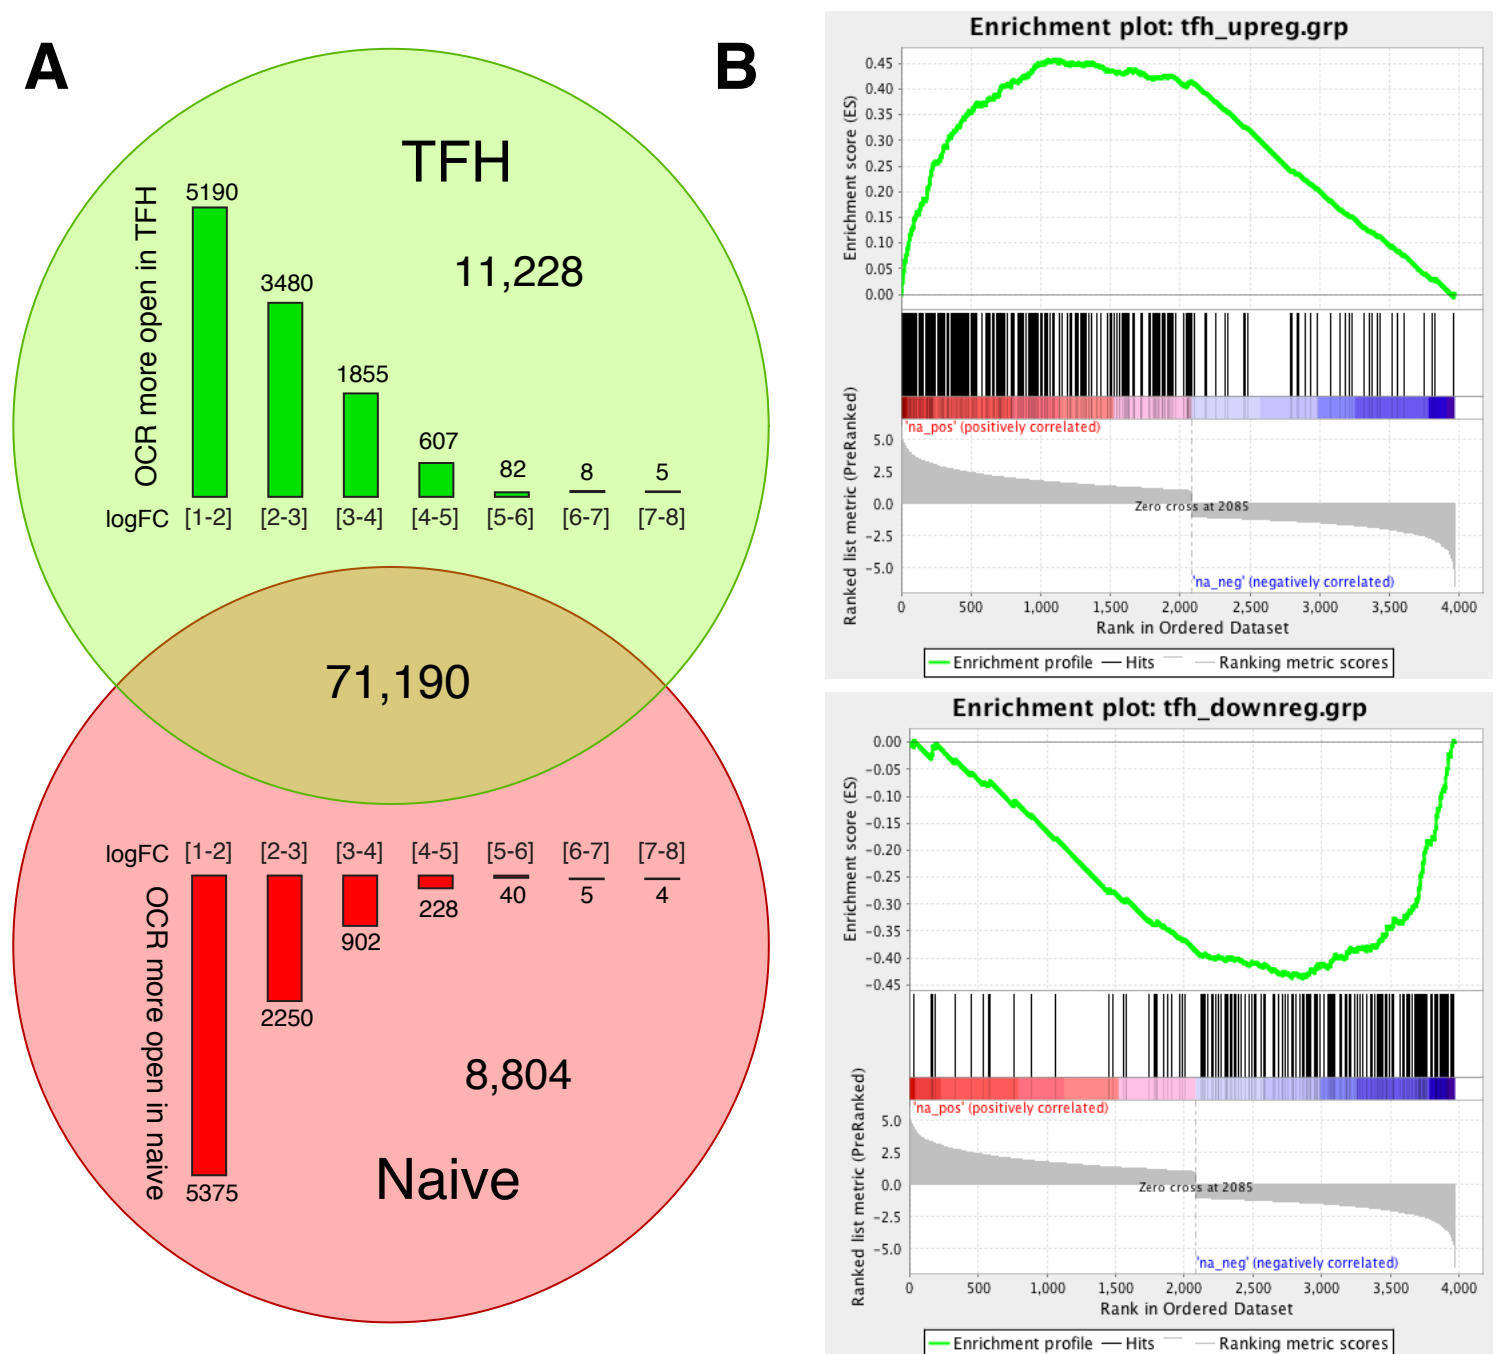 A
TFH
11,228
OCR more open in TFH
5190
3480
1855
607
82
8
5
logFC [1-2] [2-3] [3-4] [4-5] [5-6] [6-7] [7-8]
71,190
logFC [1-2] [2-3] [3-4] [4-5] [5-6] [6-7] [7-8]
OCR more open in naive
5375
2250
902
228
40
5
4
8,804
Naive
B
Enrichment plot: tfh_upreg.grp
Enrichment score (ES)
0.45
0.40
0.35
0.30
0.25
0.20
0.15
0.10
0.05
0.00
'na_pos' (positively correlated)
Ranked list metric (PreRanked)
5.0
2.5
0.0
-2.5
-5.0
Zero cross at 2085
'na_neg' (negatively correlated)
0 500 1,000 1,500 2,000 2,500 3,000 3,500 4,000
Rank in Ordered Dataset
Enrichment profile Hits Ranking metric scores
Enrichment plot: tfh_downreg.grp
Enrichment score (ES)
0.00
-0.05
-0.10
-0.15
-0.20
-0.25
-0.30
-0.35
-0.40
-0.45
'na_pos' (positively correlated)
Ranked list metric (PreRanked)
5.0
2.5
0.0
-2.5
-5.0
Zero cross at 2085
'na_neg' (negatively correlated)
0 500 1,000 1,500 2,000 2,500 3,000 3,500 4,000
Rank in Ordered Dataset
Enrichment profile Hits Ranking metric scores